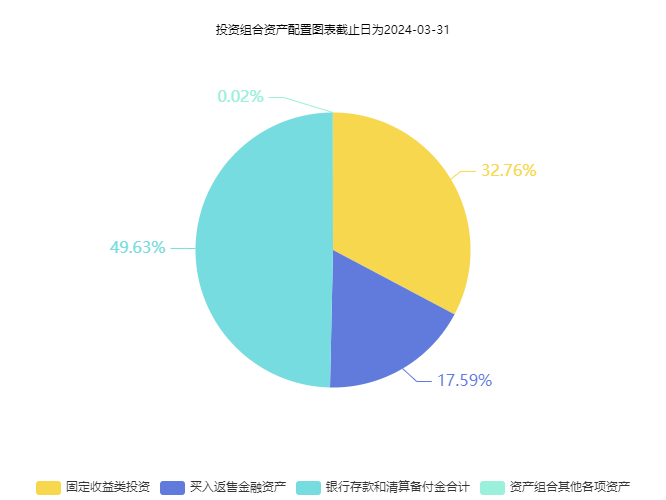 投资组合资产配置图表截止日为2024-03-31
0.02%
32.76%
49.63%
17.59%
固定收益类投资 买入返售金融资产 银行存款和清算备付金合计 资产组合其他各项资产